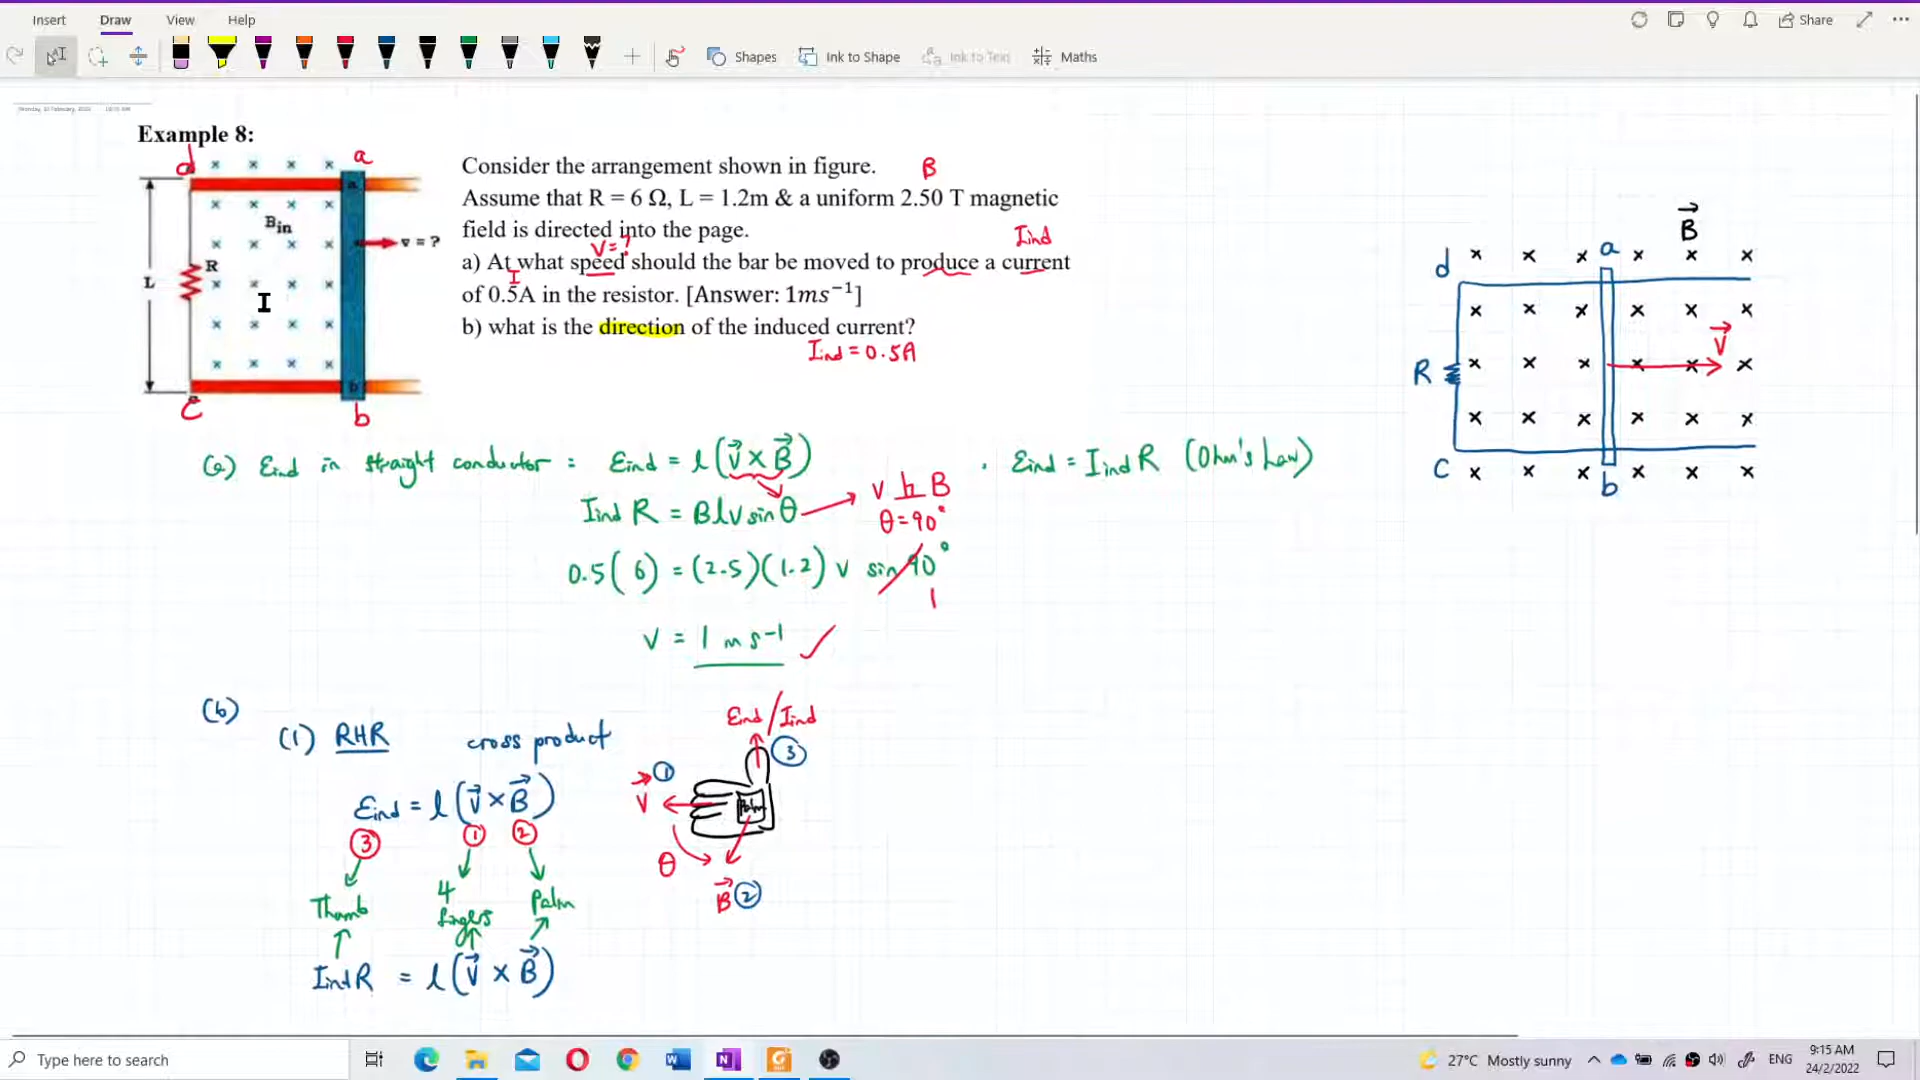 Insert Draw View Help
Share
Shapes Ink to Shape Ink to Text Maths
Example 8:
d a
Consider the arrangement shown in figure.
B
Assume that R = 6 Ω, L = 1.2m & a uniform 2.50 T magnetic
field is directed into the page.
V=? Iind
a) At what speed should the bar be moved to produce a current
I
of 0.5A in the resistor. [Answer: 1ms⁻¹]
b) what is the direction of the induced current?
Iind = 0.5A
a
Bin
v = ?
R
L
I
b
c b
B
d a
V
R
c b
(a) Eind in straight conductor : Eind = l (V × B) , Eind = Iind R (Ohm's Law)
Iind R = BlV sin θ
V ⊥ B
θ = 90°
0.5(6) = (2.5)(1.2) V sin 90°
1
V = 1 ms⁻¹ ✓
(b)
(1) RHR cross product
Eind = l (V × B)
③ ① ②
Thumb 4 fingers Palm
Iind R = l (V × B)
Eind / Iind
③
① V
Palm
θ
B ②
Type here to search
27°C Mostly sunny
ENG
9:15 AM
24/2/2022